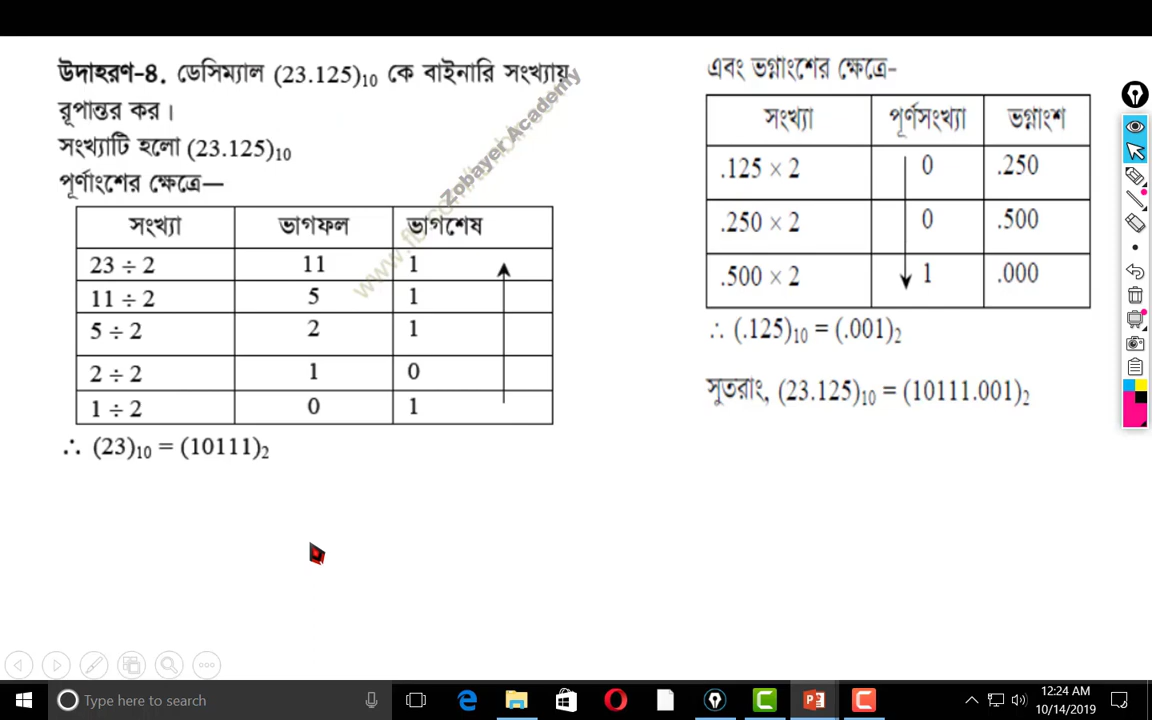 উদাহরণ-৪. ডেসিম্যাল (23.125)10 কে বাইনারি সংখ্যায়
রূপান্তর কর।
সংখ্যাটি হলো (23.125)10
পূর্ণাংশের ক্ষেত্রে—
সংখ্যা ভাগফল ভাগশেষ
23 ÷ 2 11 1
11 ÷ 2 5 1
5 ÷ 2 2 1
2 ÷ 2 1 0
1 ÷ 2 0 1
∴ (23)10 = (10111)2
Zobayer Academy
এবং ভগ্নাংশের ক্ষেত্রে-
সংখ্যা পূর্ণসংখ্যা ভগ্নাংশ
.125 × 2 0 .250
.250 × 2 0 .500
.500 × 2 1 .000
∴ (.125)10 = (.001)2
সুতরাং, (23.125)10 = (10111.001)2
Type here to search
12:24 AM
10/14/2019